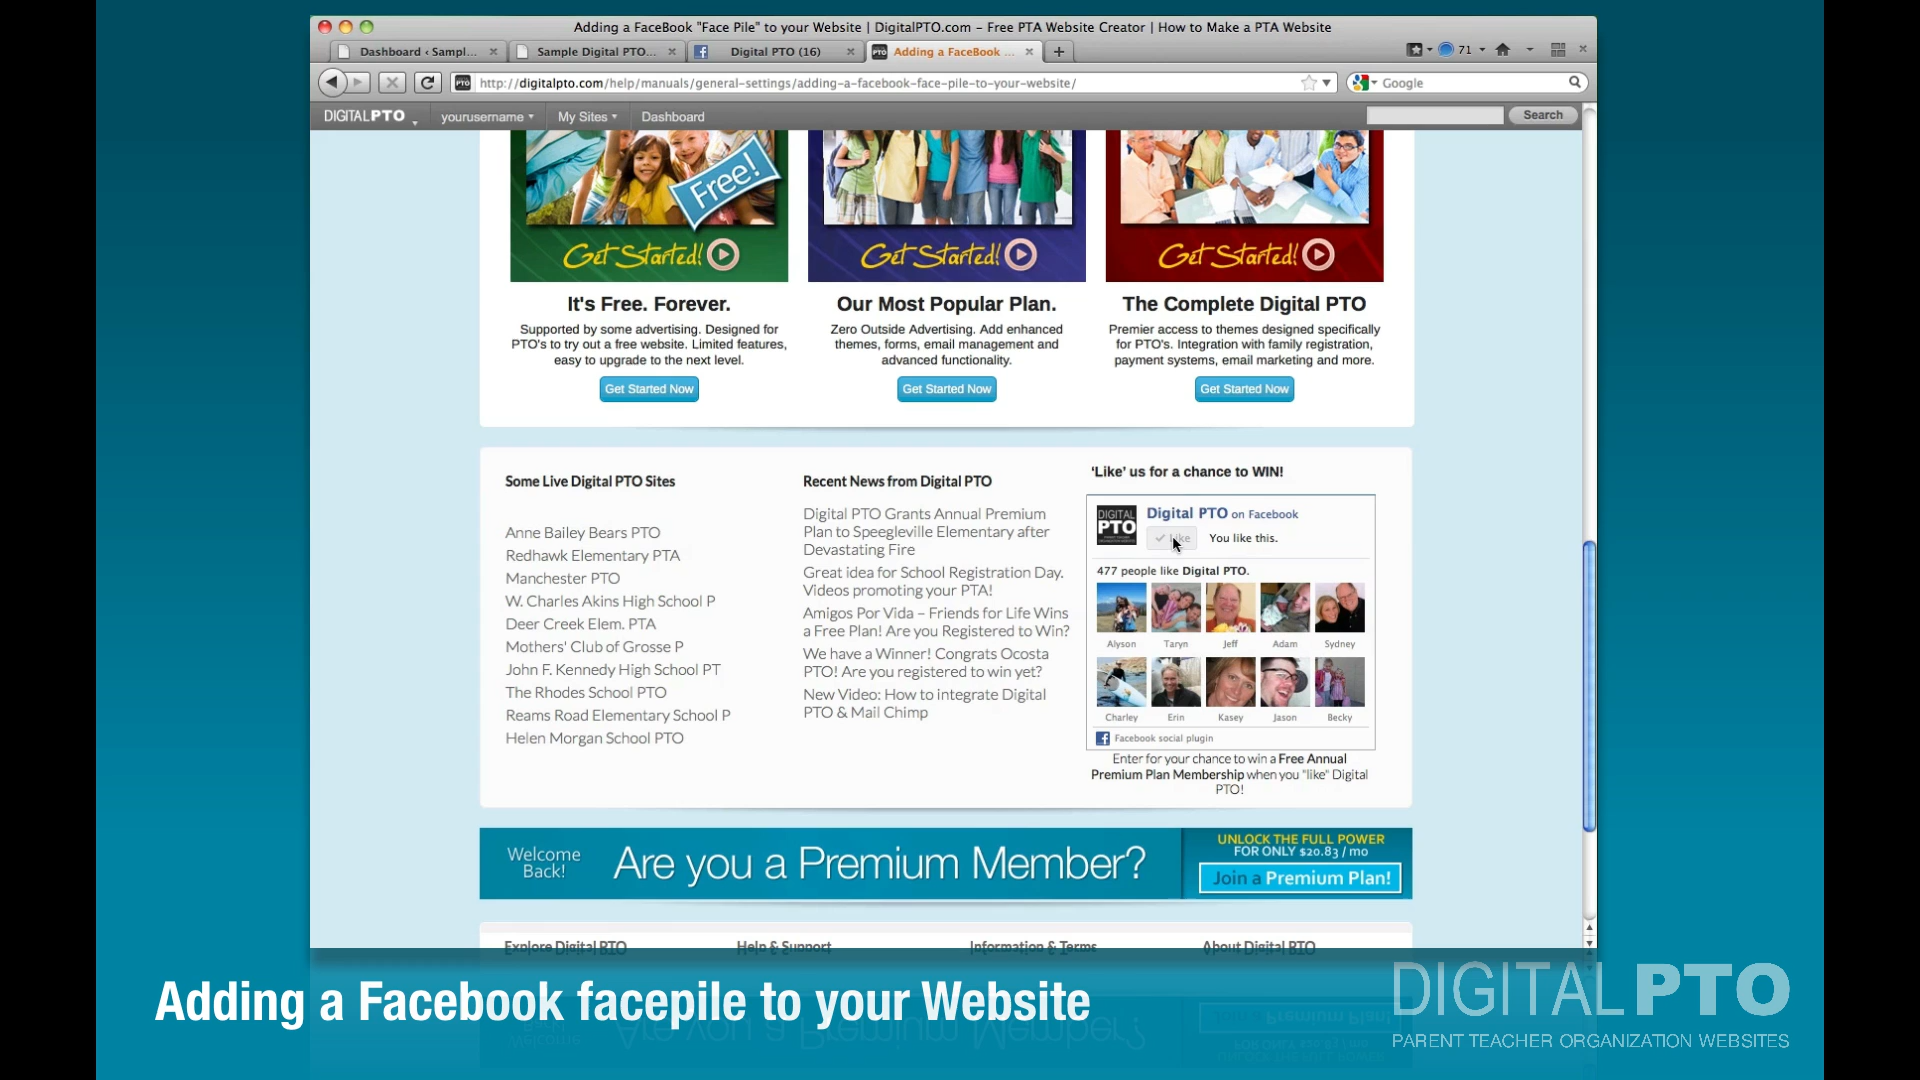 Adding a FaceBook "Face Pile" to your Website | DigitalPTO.com – Free PTA Website Creator | How to Make a PTA Website
Dashboard ‹ Sampl...
Sample Digital PTO...
Digital PTO (16)
Adding a FaceBook ...
71
http://digitalpto.com/help/manuals/general-settings/adding-a-facebook-face-pile-to-your-website/
Google
DIGITALPTO
yourusername
My Sites
Dashboard
Search
Free!
Get Started!
Get Started!
Get Started!
It's Free. Forever.
Supported by some advertising. Designed for
PTO's to try out a free website. Limited features,
easy to upgrade to the next level.
Get Started Now
Our Most Popular Plan.
Zero Outside Advertising. Add enhanced
themes, forms, email management and
advanced functionality.
Get Started Now
The Complete Digital PTO
Premier access to themes designed specifically
for PTO's. Integration with family registration,
payment systems, email marketing and more.
Get Started Now
Some Live Digital PTO Sites
Anne Bailey Bears PTO
Redhawk Elementary PTA
Manchester PTO
W. Charles Akins High School P
Deer Creek Elem. PTA
Mothers' Club of Grosse P
John F. Kennedy High School PT
The Rhodes School PTO
Reams Road Elementary School P
Helen Morgan School PTO
Recent News from Digital PTO
Digital PTO Grants Annual Premium
Plan to Speegleville Elementary after
Devastating Fire
Great idea for School Registration Day.
Videos promoting your PTA!
Amigos Por Vida – Friends for Life Wins
a Free Plan! Are you Registered to Win?
We have a Winner! Congrats Ocosta
PTO! Are you registered to win yet?
New Video: How to integrate Digital
PTO & Mail Chimp
'Like' us for a chance to WIN!
DIGITAL
PTO
Digital PTO on Facebook
Like
You like this.
477 people like Digital PTO.
Alyson Taryn Jeff Adam Sydney
Charley Erin Kasey Jason Becky
Facebook social plugin
Enter for your chance to win a Free Annual
Premium Plan Membership when you "like" Digital
PTO!
Welcome
Back!
Are you a Premium Member?
UNLOCK THE FULL POWER
FOR ONLY $20.83 / mo
Join a Premium Plan!
Explore Digital PTO
Help & Support
Information & Terms
About Digital PTO
Adding a Facebook facepile to your Website
DIGITALPTO
PARENT TEACHER ORGANIZATION WEBSITES